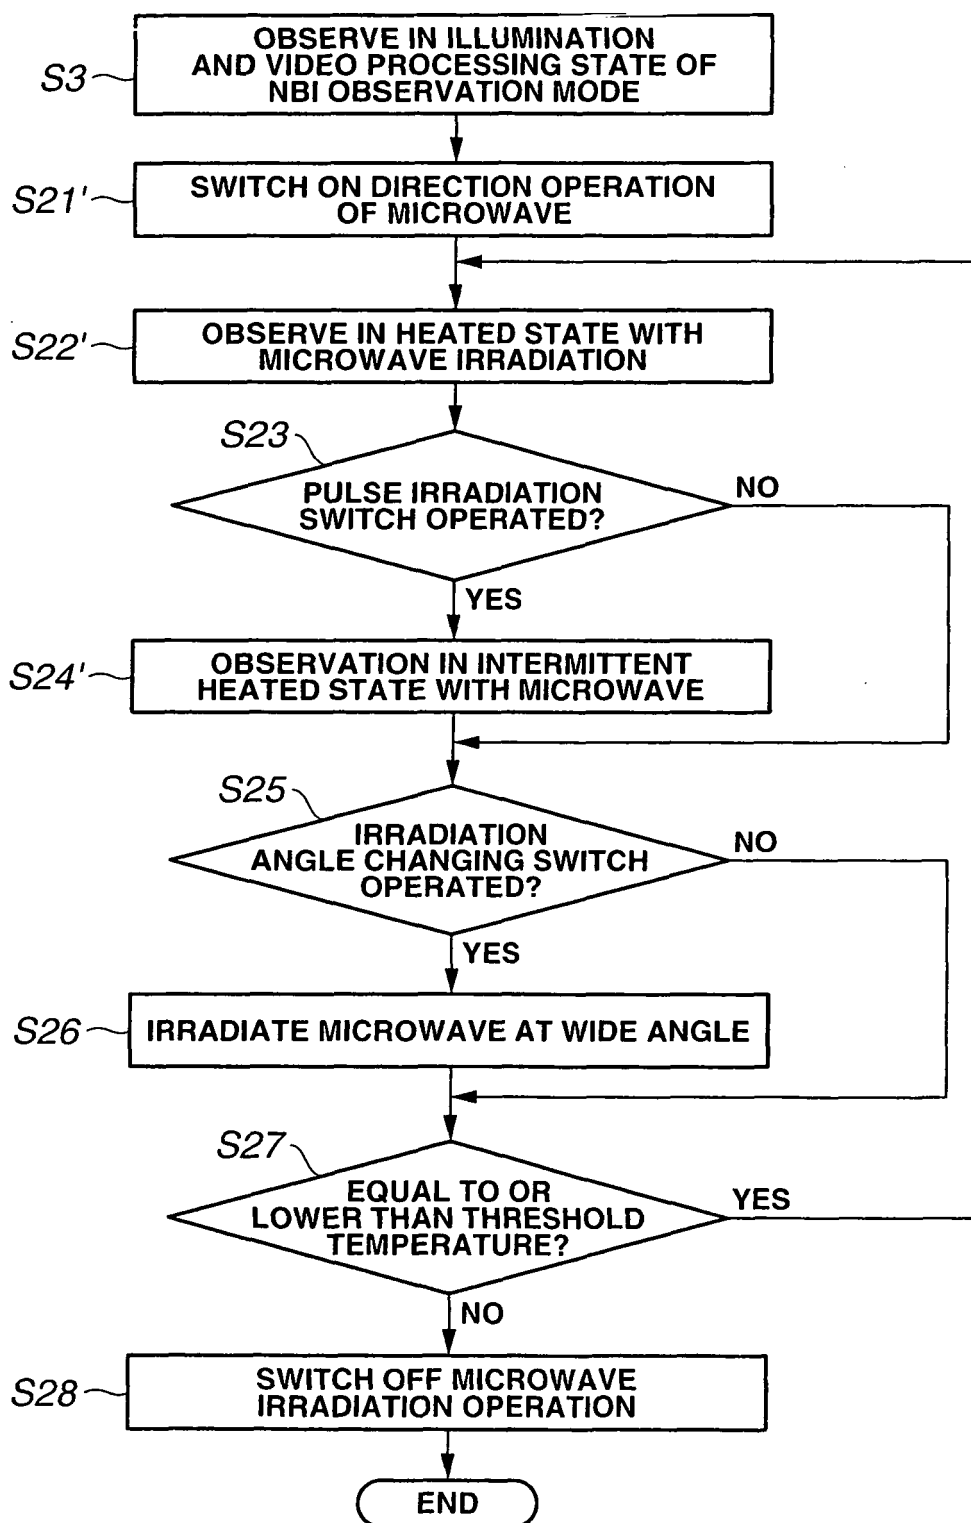 S3
OBSERVE IN ILLUMINATION
AND VIDEO PROCESSING STATE OF
NBI OBSERVATION MODE
S21'
SWITCH ON DIRECTION OPERATION
OF MICROWAVE
S22'
OBSERVE IN HEATED STATE WITH
MICROWAVE IRRADIATION
S23
PULSE IRRADIATION
SWITCH OPERATED?
NO
YES
S24'
OBSERVATION IN INTERMITTENT
HEATED STATE WITH MICROWAVE
S25
IRRADIATION
ANGLE CHANGING SWITCH
OPERATED?
NO
YES
S26
IRRADIATE MICROWAVE AT WIDE ANGLE
S27
EQUAL TO OR
LOWER THAN THRESHOLD
TEMPERATURE?
YES
NO
S28
SWITCH OFF MICROWAVE
IRRADIATION OPERATION
END